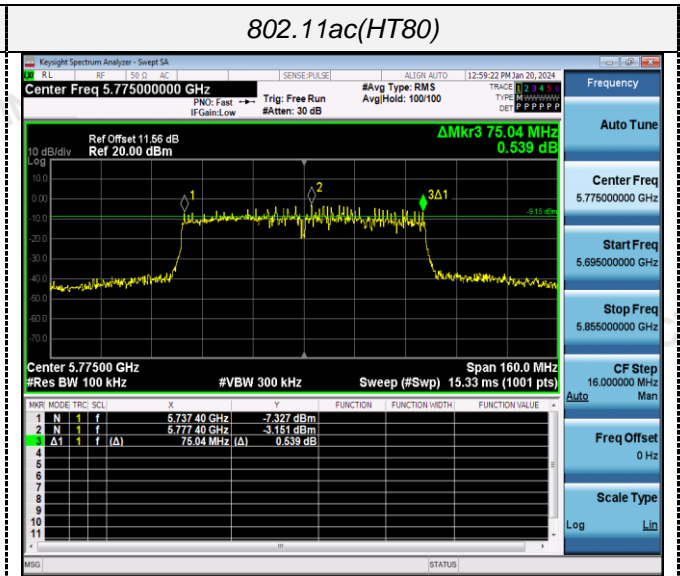 802.11ac(HT80)
Keysight Spectrum Analyzer - Swept SA
RL RF 50 Ω AC SENSE:PULSE ALIGN AUTO 12:59:22 PM Jan 20, 2024
Center Freq 5.775000000 GHz
PNO: Fast
IFGain:Low
Trig: Free Run
#Atten: 30 dB
#Avg Type: RMS
Avg|Hold: 100/100
TRACE 1 2 3 4 5 6
TYPE M WWWWW
DET P P P P P P
Frequency
Ref Offset 11.56 dB
10 dB/div Ref 20.00 dBm
Log
ΔMkr3 75.04 MHz
0.539 dB
10.0
0.00
-10.0
-20.0
-30.0
-40.0
-50.0
-60.0
-70.0
1
2
3Δ1
-9.15 dBm
Center 5.77500 GHz Span 160.0 MHz
#Res BW 100 kHz #VBW 300 kHz Sweep (#Swp) 15.33 ms (1001 pts)
MKR MODE TRC SCL X Y FUNCTION FUNCTION WIDTH FUNCTION VALUE
1 N 1 f 5.737 40 GHz -7.327 dBm
2 N 1 f 5.777 40 GHz -3.151 dBm
3 Δ1 1 f (Δ) 75.04 MHz (Δ) 0.539 dB
4
5
6
7
8
9
10
11
MSG STATUS
Auto Tune
Center Freq
5.775000000 GHz
Start Freq
5.695000000 GHz
Stop Freq
5.855000000 GHz
CF Step
16.000000 MHz
Auto Man
Freq Offset
0 Hz
Scale Type
Log Lin